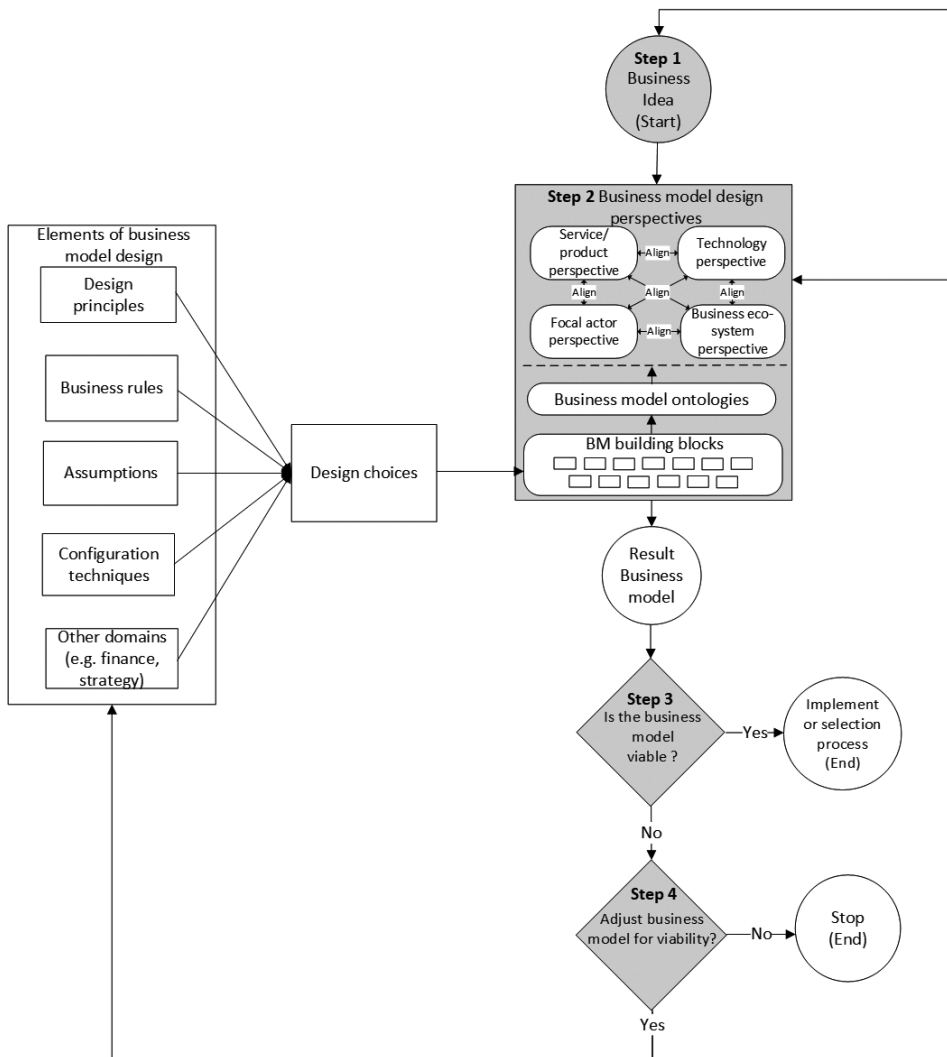 Step 1
Business
Idea
(Start)
Step 2 Business model design
perspectives
Service/
product
perspective
Align
Technology
perspective
Align
Align
Align
Focal actor
perspective
Align
Business eco-
system
perspective
Business model ontologies
BM building blocks
Elements of business
model design
Design
principles
Business rules
Assumptions
Configuration
techniques
Other domains
(e.g. finance,
strategy)
Design choices
Result
Business
model
Step 3
Is the business
model
viable ?
Yes
Implement
or selection
process
(End)
No
Step 4
Adjust business
model for viability?
No
Stop
(End)
Yes